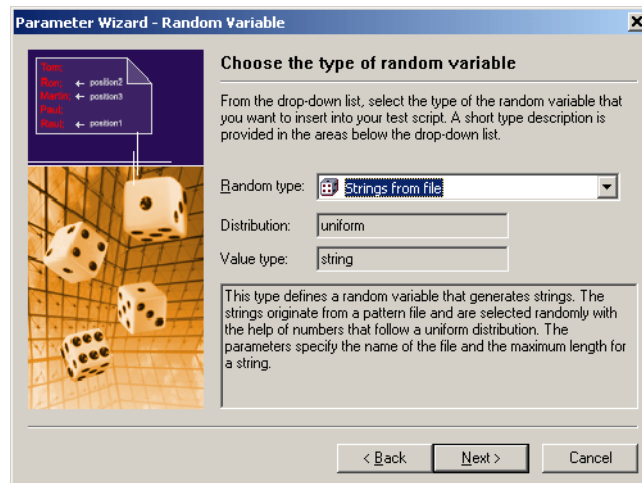 Parameter Wizard - Random Variable
Tom;
Ron; ← position2
Martin; ← position3
Paul;
Raul; ← position1
Choose the type of random variable
From the drop-down list, select the type of the random variable that
you want to insert into your test script. A short type description is
provided in the areas below the drop-down list.
Random type: Strings from file
Distribution: uniform
Value type: string
This type defines a random variable that generates strings. The
strings originate from a pattern file and are selected randomly with
the help of numbers that follow a uniform distribution. The
parameters specify the name of the file and the maximum length for
a string.
< Back Next > Cancel